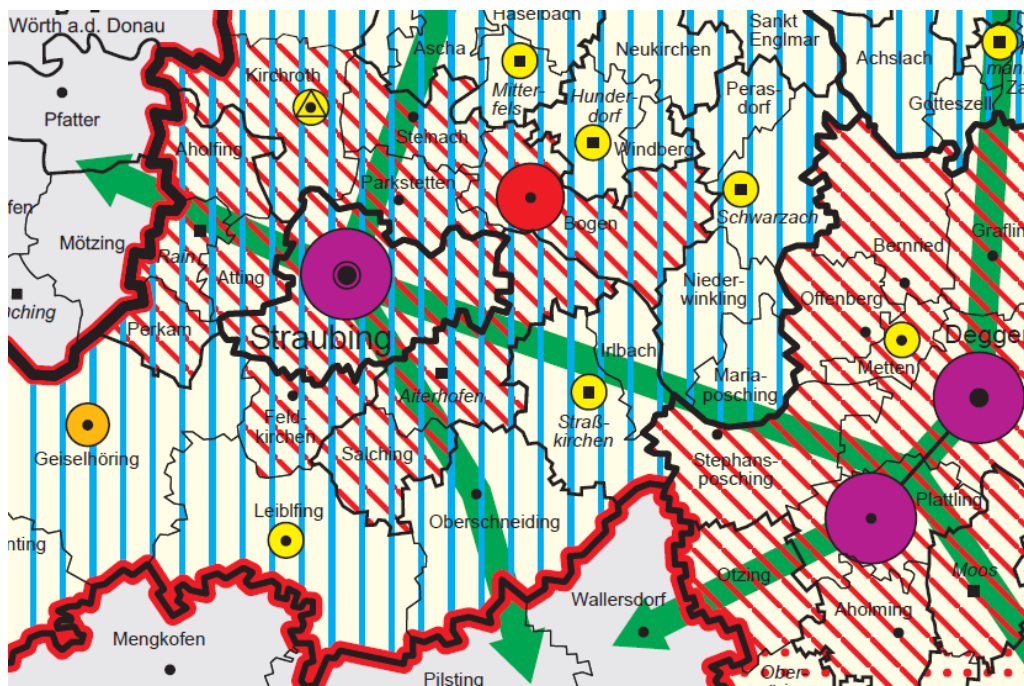 Wörth a.d. Donau
Haselbach
Sankt
Englmar
Ascha
Neukirchen
Achslach
Kirchroth
Mitter-
fels
Hunder-
dorf
Peras-
dorf
Gotteszell
Pfatter
Steinach
Aholfing
Windberg
Parkstetten
Schwarzach
Bogen
Mötzing
Rain
Bernried
Atting
Nieder-
winkling
Offenberg
Perkam
Straubing
Irlbach
Metten
Aiterhofen
Maria-
posching
Feld-
kirchen
Straß-
kirchen
Geiselhöring
Salching
Stephans-
posching
Plattling
Leiblfing
Oberschneiding
Otzing
Moos
Wallersdorf
Aholming
Mengkofen
Pilsting
Ober-